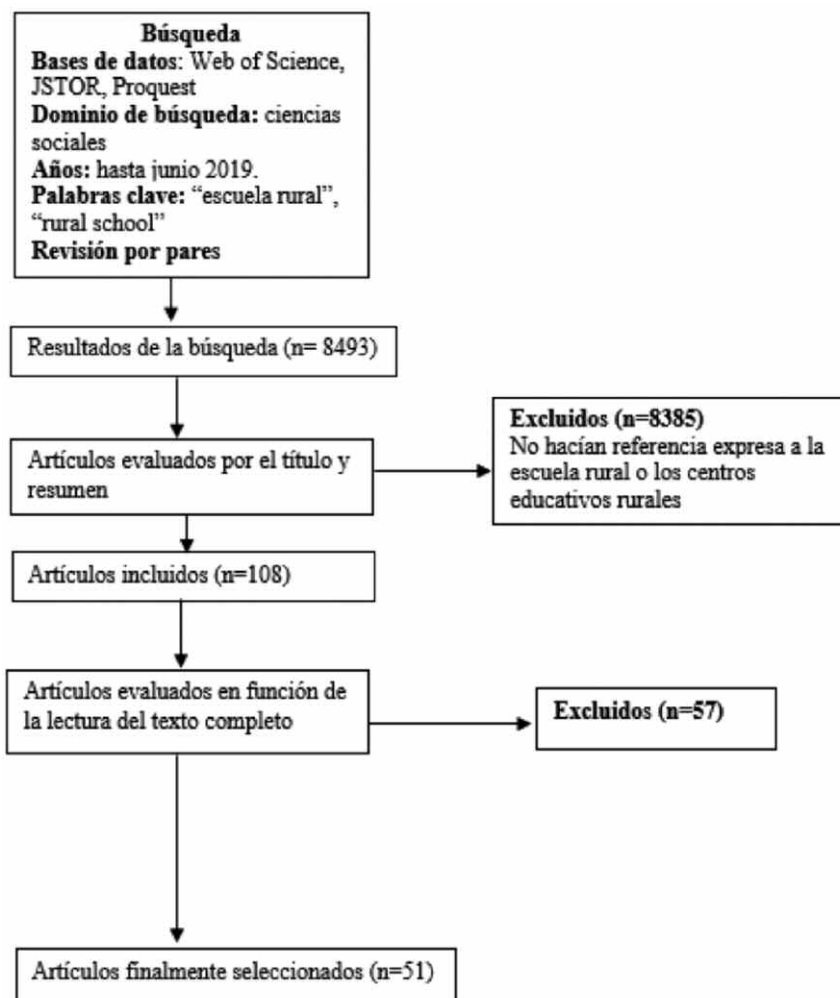 Búsqueda
Bases de datos: Web of Science,
JSTOR, Proquest
Dominio de búsqueda: ciencias
sociales
Años: hasta junio 2019.
Palabras clave: “escuela rural”,
“rural school”
Revisión por pares
Resultados de la búsqueda (n= 8493)
Artículos evaluados por el título y
resumen
Excluidos (n=8385)
No hacían referencia expresa a la
escuela rural o los centros
educativos rurales
Artículos incluidos (n=108)
Artículos evaluados en función de
la lectura del texto completo
Excluidos (n=57)
Artículos finalmente seleccionados (n=51)